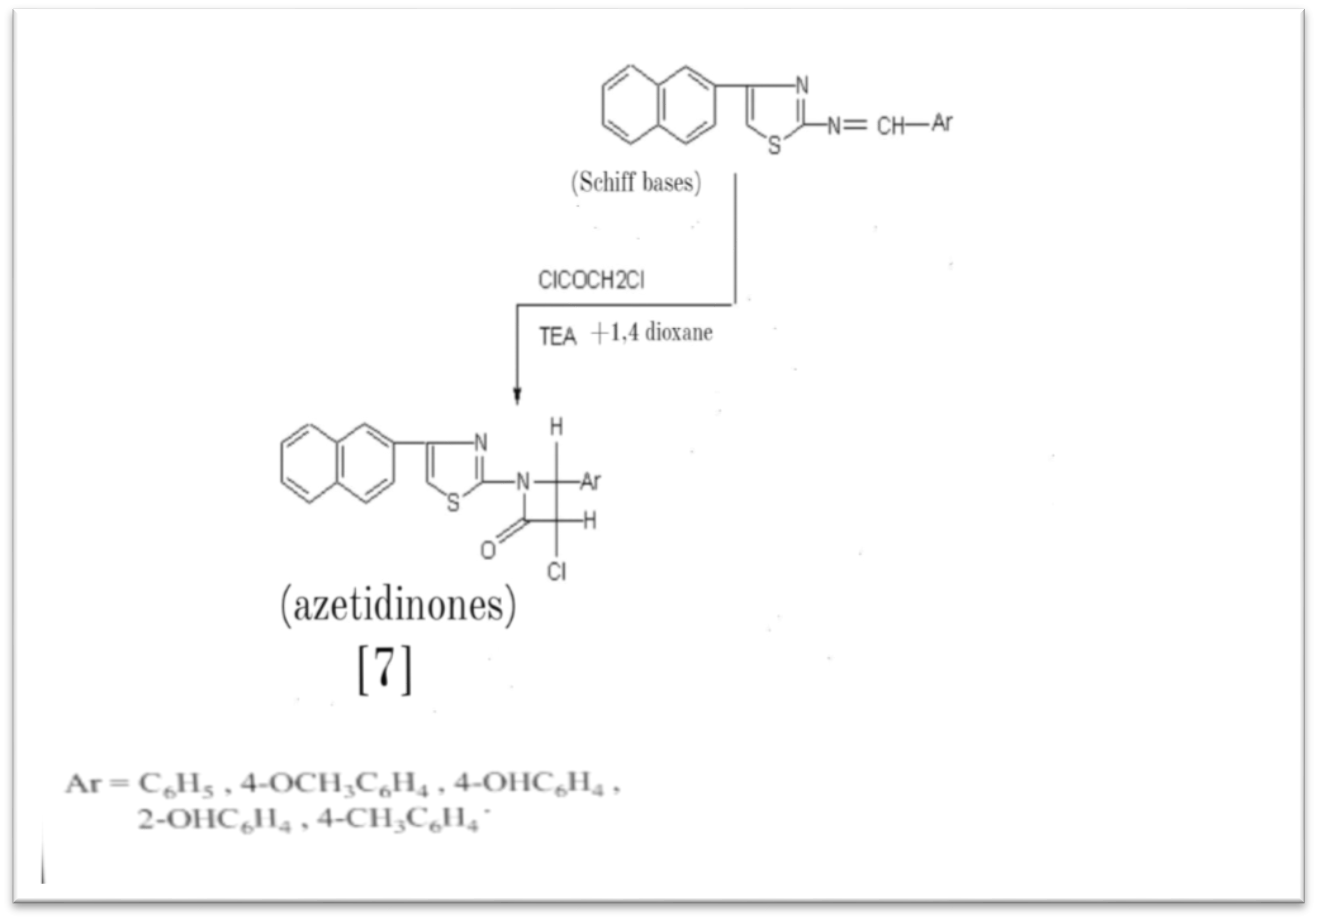 N
N= CH—Ar
S
(Schiff bases)
ClCOCH2Cl
TEA +1,4 dioxane
H
N
N
Ar
S
H
O
Cl
(azetidinones)
[7]
Ar = C₆H₅ , 4-OCH₃C₆H₄ , 4-OHC₆H₄ ,
2-OHC₆H₄ , 4-CH₃C₆H₄.